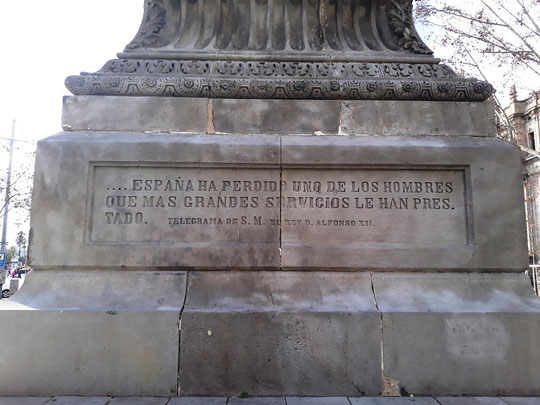 .... ESPAÑA HA PERDIDO UNO DE LOS HOMBRES
QUE MAS GRANDES SERVICIOS LE HAN PRES
TADO. TELEGRAMA DE S. M. EL REY D. ALFONSO XII.